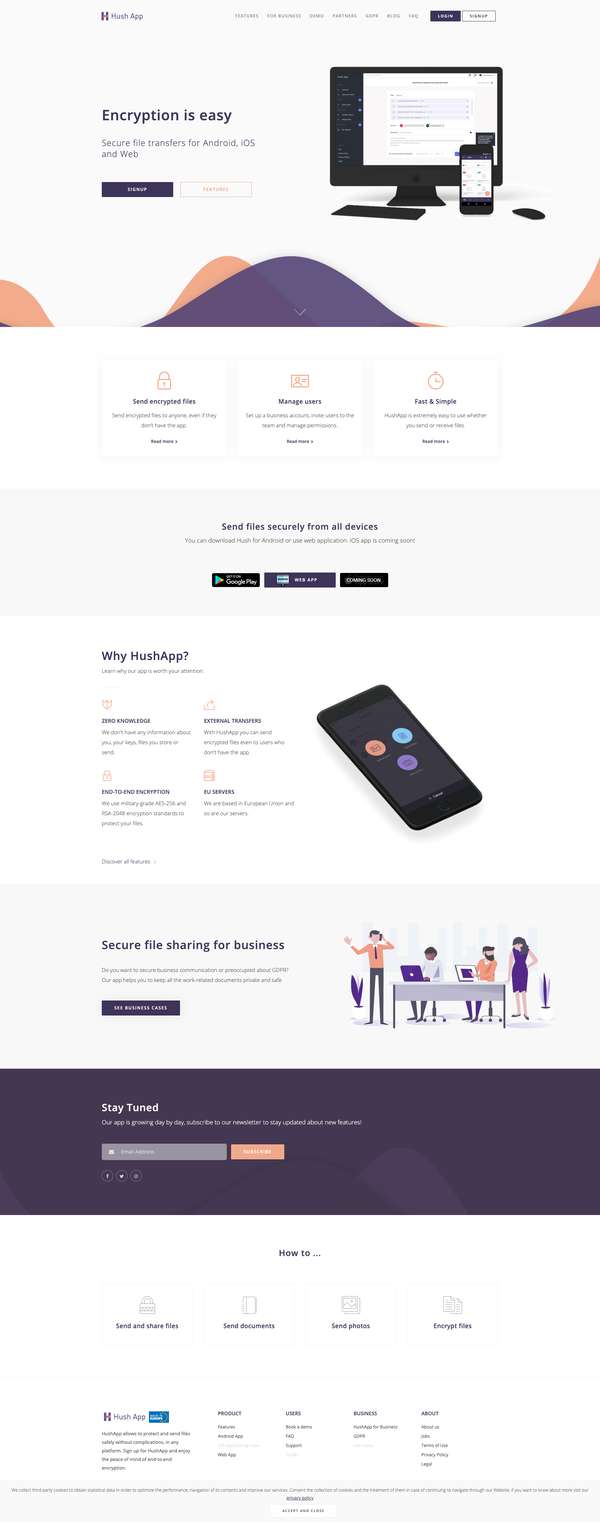 Hush App
FEATURES FOR BUSINESS DEMO PARTNERS GDPR BLOG FAQ LOGIN SIGNUP
Encryption is easy
Secure file transfers for Android, iOS
and Web
SIGNUP FEATURES
Send encrypted files
Send encrypted files to anyone, even if they
don't have the app.
Read more
Manage users
Set up a business account, invite users to the
team and manage permissions.
Read more
Fast & Simple
HushApp is extremely easy to use whether
you send or receive files.
Read more
Send files securely from all devices
You can download Hush for Android or use web application. iOS app is coming soon!
GET IT ON
Google Play
WEB APP
COMING SOON
Why HushApp?
Learn why our app is worth your attention
ZERO KNOWLEDGE
We don't have any information about
you, your keys, files you store or
send.
EXTERNAL TRANSFERS
With HushApp you can send
encrypted files even to users who
don't have the app.
END-TO-END ENCRYPTION
We use military-grade AES-256 and
RSA-2048 encryption standards to
protect your files.
EU SERVERS
We are based in European Union and
so are our servers.
Discover all features
Secure file sharing for business
Do you want to secure business communication or preoccupied about GDPR?
Our app helps you to keep all the work-related documents private and safe.
SEE BUSINESS CASES
Stay Tuned
Our app is growing day by day, subscribe to our newsletter to stay updated about new features!
Email Address
SUBSCRIBE
How to ...
Send and share files
Send documents
Send photos
Encrypt files
Hush App
HushApp allows to protect and send files
safely without complications, in any
platform. Sign up for HushApp and enjoy
the peace of mind of end-to-end
encryption.
PRODUCT
Features
Android App
Web App
USERS
Book a demo
FAQ
Support
BUSINESS
HushApp for Business
GDPR
ABOUT
About us
Jobs
Terms of Use
Privacy Policy
Legal
We collect third party cookies to obtain statistical data in order to optimize the performance, navigation of its contents and improve our services. Consent the collection of cookies and the treatment of them in case of continuing to navigate through our Website. If you want to know more about visit our
privacy policy
ACCEPT AND CLOSE